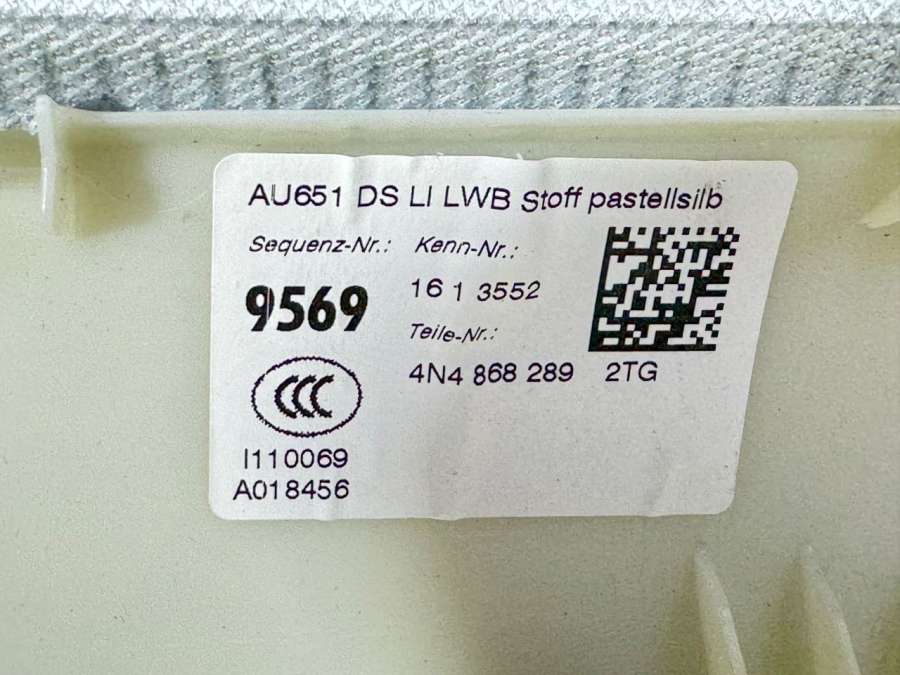 AU651 DS LI LWB Stoff pastellsilb
Sequenz-Nr.: Kenn-Nr.:
9569 16 1 3552
Teile-Nr.:
4N4 868 289 2TG
CCC
I110069
A018456